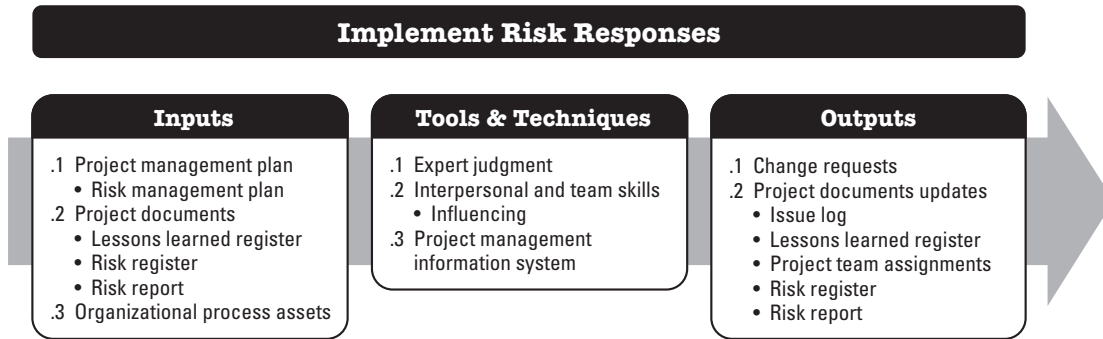 Implement Risk Responses
Inputs
.1 Project management plan
• Risk management plan
.2 Project documents
• Lessons learned register
• Risk register
• Risk report
.3 Organizational process assets
Tools & Techniques
.1 Expert judgment
.2 Interpersonal and team skills
• Influencing
.3 Project management
information system
Outputs
.1 Change requests
.2 Project documents updates
• Issue log
• Lessons learned register
• Project team assignments
• Risk register
• Risk report